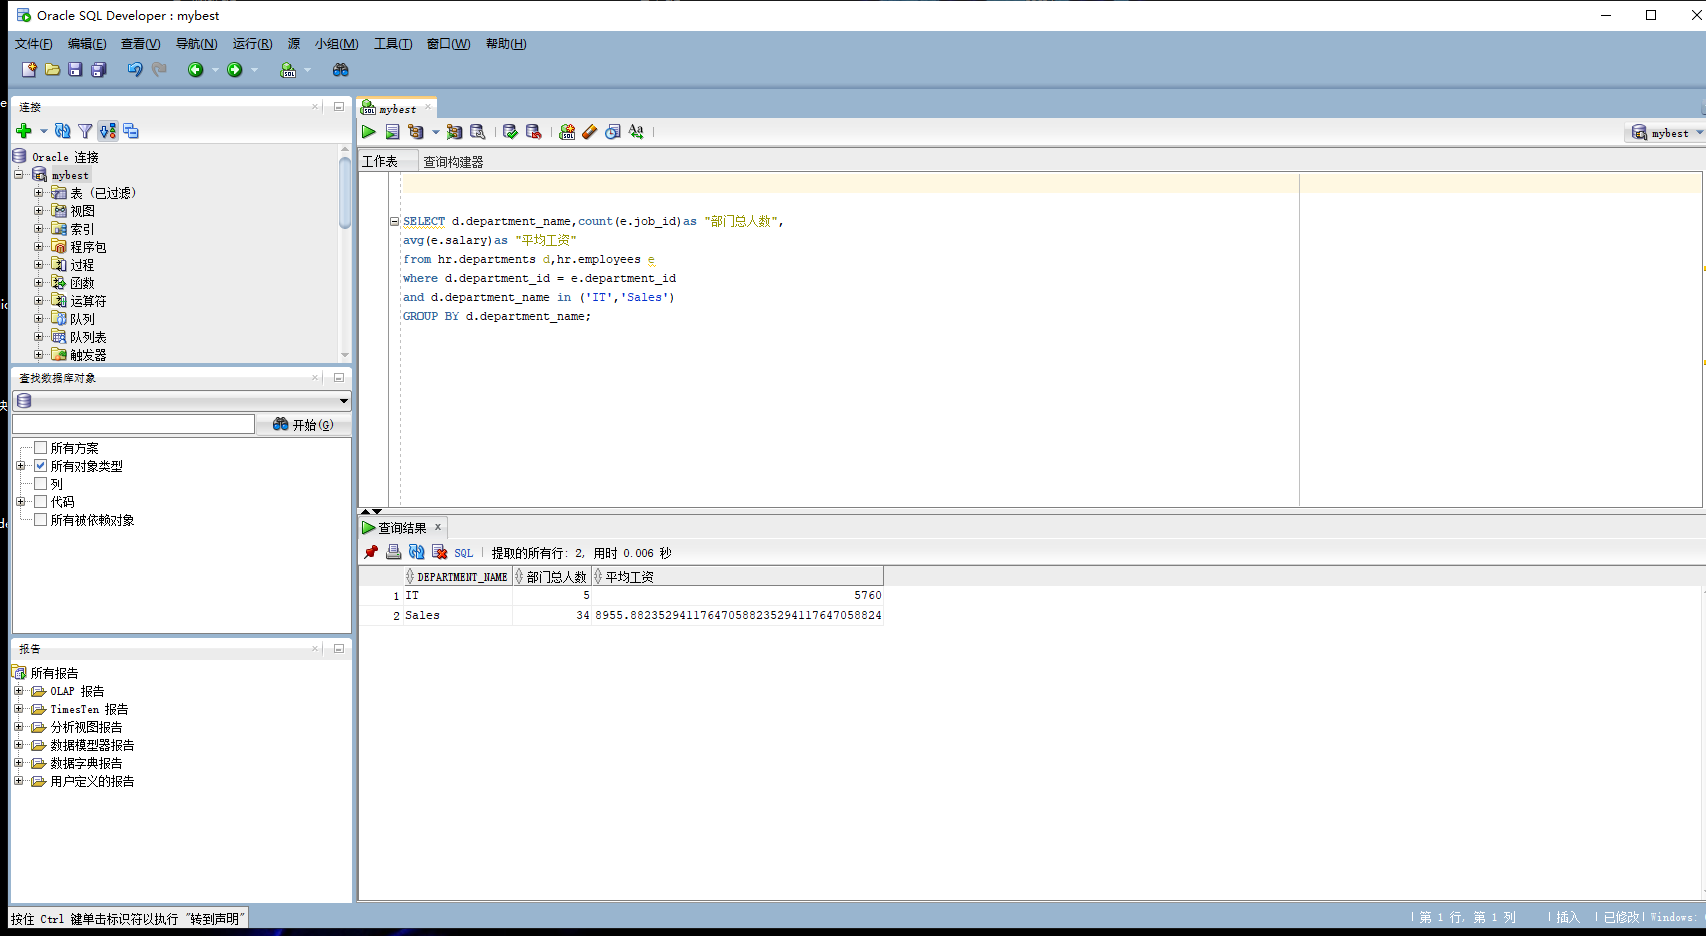 Oracle SQL Developer : mybest
文件(F) 编辑(E) 查看(V) 导航(N) 运行(R) 源 小组(M) 工具(T) 窗口(W) 帮助(H)
连接
Oracle 连接
mybest
表 (已过滤)
视图
索引
程序包
过程
函数
运算符
队列
队列表
触发器
查找数据库对象
开始(G)
所有方案
所有对象类型
列
代码
所有被依赖对象
报告
所有报告
OLAP 报告
TimesTen 报告
分析视图报告
数据模型器报告
数据字典报告
用户定义的报告
mybest
mybest
工作表 查询构建器
SELECT d.department_name,count(e.job_id)as "部门总人数",
avg(e.salary)as "平均工资"
from hr.departments d,hr.employees e
where d.department_id = e.department_id
and d.department_name in ('IT','Sales')
GROUP BY d.department_name;
查询结果
SQL | 提取的所有行: 2, 用时 0.006 秒
DEPARTMENT_NAME 部门总人数 平均工资
1 IT 5 5760
2 Sales 34 8955.88235294117647058823529411764705882​4
按住 Ctrl 键单击标识符以执行 "转到声明"
| 第 1 行, 第 1 列 | 插入 | 已修改| Windows: